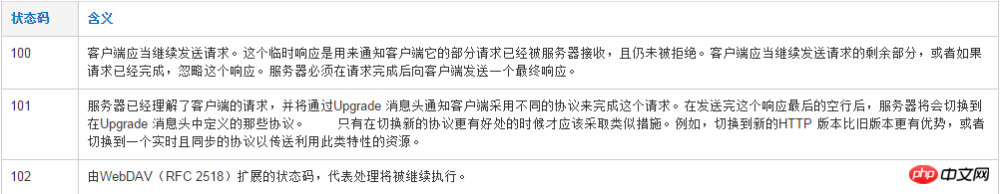 状态码 含义
100 客户端应当继续发送请求。这个临时响应是用来通知客户端它的部分请求已经被服务器接收，且仍未被拒绝。客户端应当继续发送请求的剩余部分，或者如果
请求已经完成，忽略这个响应。服务器必须在请求完成后向客户端发送一个最终响应。
101 服务器已经理解了客户端的请求，并将通过Upgrade 消息头通知客户端采用不同的协议来完成这个请求。在发送完这个响应最后的空行后，服务器将会切换到
在Upgrade 消息头中定义的那些协议。 只有在切换新的协议更有好处的时候才应该采取类似措施。例如，切换到新的HTTP 版本比旧版本更有优势，或者
切换到一个实时且同步的协议以传送利用此类特性的资源。
102 由WebDAV（RFC 2518）扩展的状态码，代表处理将被继续执行。
php 中文网